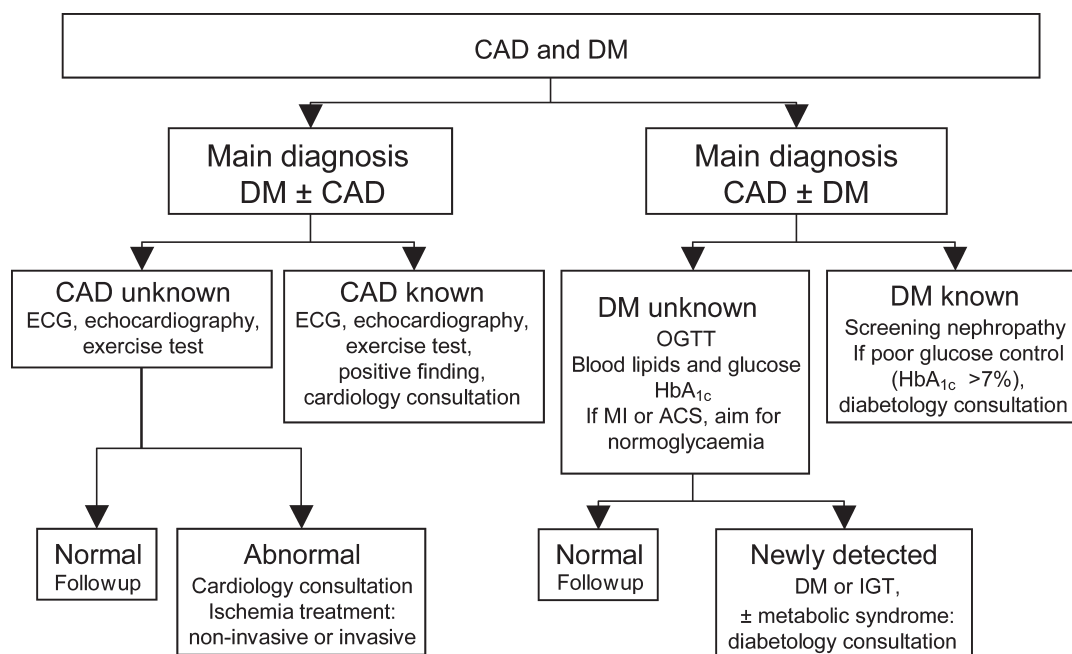 CAD and DM
Main diagnosis
DM ± CAD
Main diagnosis
CAD ± DM
CAD unknown
ECG, echocardiography,
exercise test
CAD known
ECG, echocardiography,
exercise test,
positive finding,
cardiology consultation
DM unknown
OGTT
Blood lipids and glucose
HbA1c
If MI or ACS, aim for
normoglycaemia
DM known
Screening nephropathy
If poor glucose control
(HbA1c >7%),
diabetology consultation
Normal
Followup
Abnormal
Cardiology consultation
Ischemia treatment:
non-invasive or invasive
Normal
Followup
Newly detected
DM or IGT,
± metabolic syndrome:
diabetology consultation